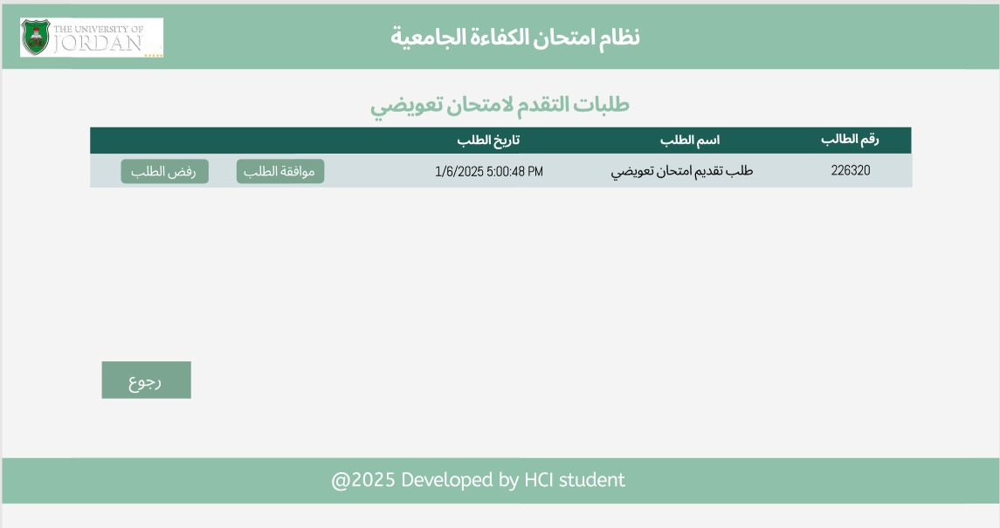 THE UNIVERSITY OF
JORDAN
نظام امتحان الكفاءة الجامعية
طلبات التقدم لامتحان تعويضي
رقم الطالب اسم الطلب تاريخ الطلب
226320 طلب تقديم امتحان تعويضي 1/6/2025 5:00:48 PM موافقة الطلب رفض الطلب
رجوع
@2025 Developed by HCI student